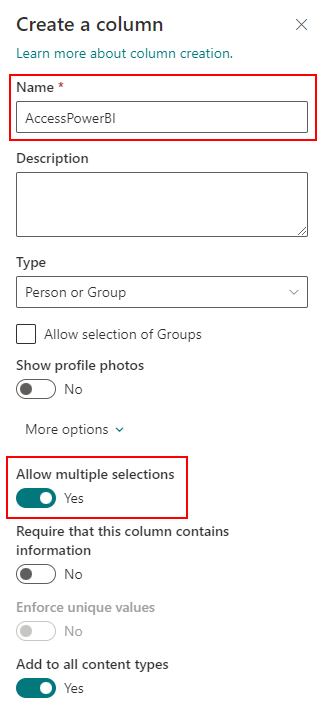 Create a column
Learn more about column creation.
Name *
AccessPowerBI
Description
Type
Person or Group
Allow selection of Groups
Show profile photos
No
More options
Allow multiple selections
Yes
Require that this column contains
information
No
Enforce unique values
No
Add to all content types
Yes